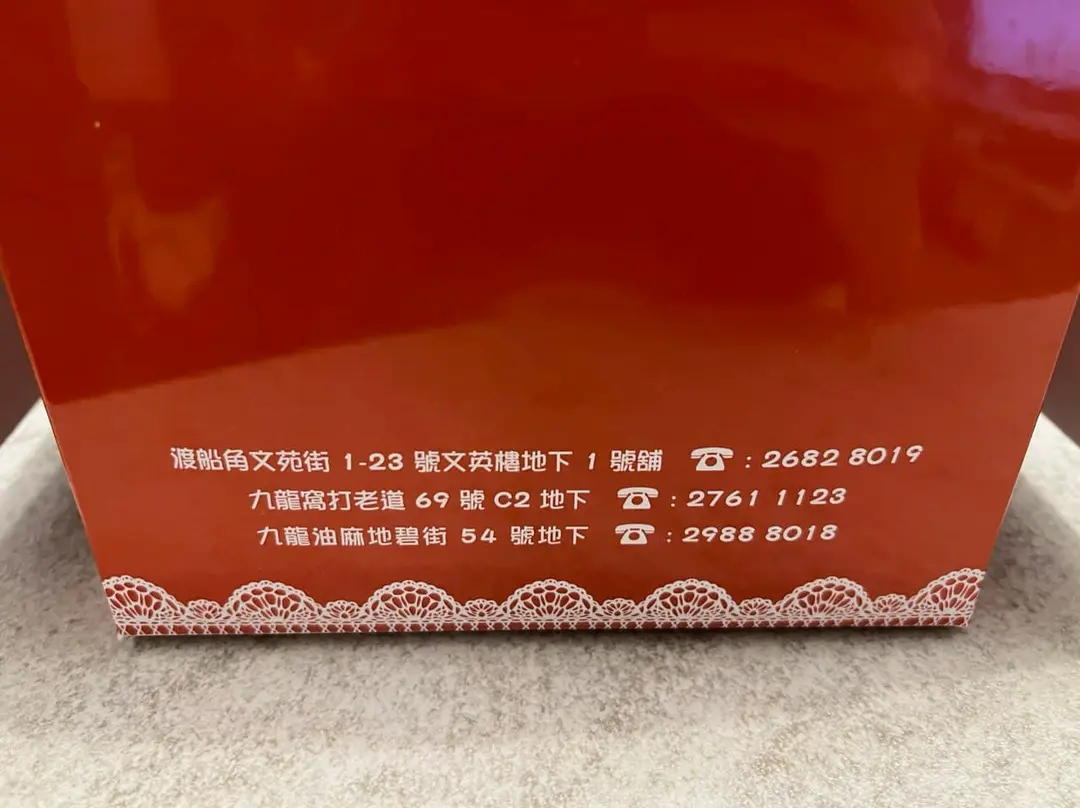 渡船角文苑街 1-23 號文英樓地下 1 號舖 ☎ : 2682 8019
九龍窩打老道 69 號 C2 地下 ☎ : 2761 1123
九龍油麻地碧街 54 號地下 ☎ : 2988 8018